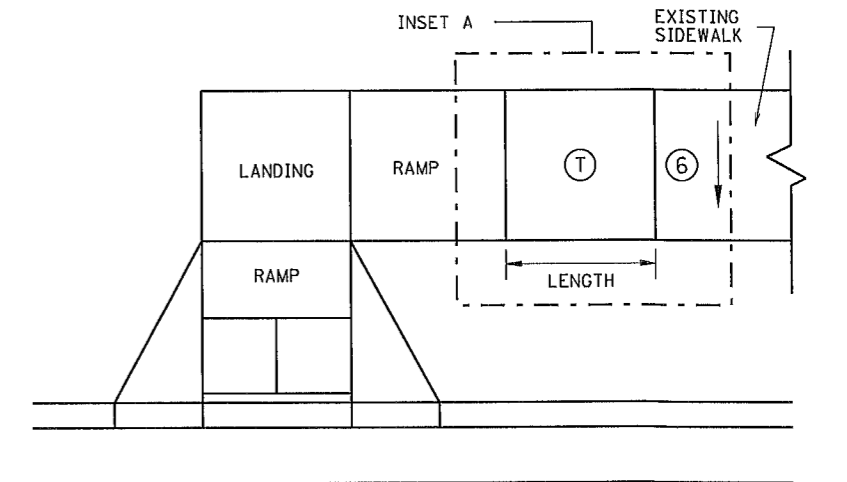 INSET A
EXISTING
SIDEWALK
LANDING
RAMP
T
6
RAMP
LENGTH